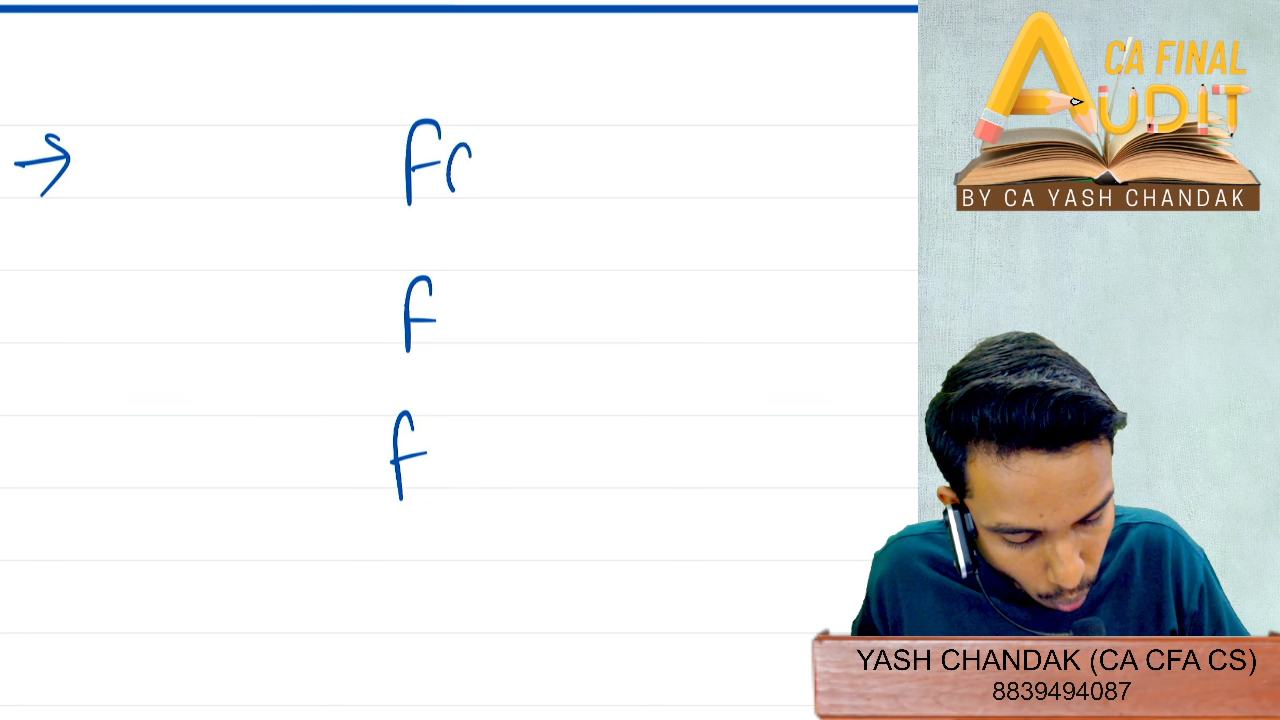 → Fr
F
F
CA FINAL
AUDIT
BY CA YASH CHANDAK
YASH CHANDAK (CA CFA CS)
8839494087